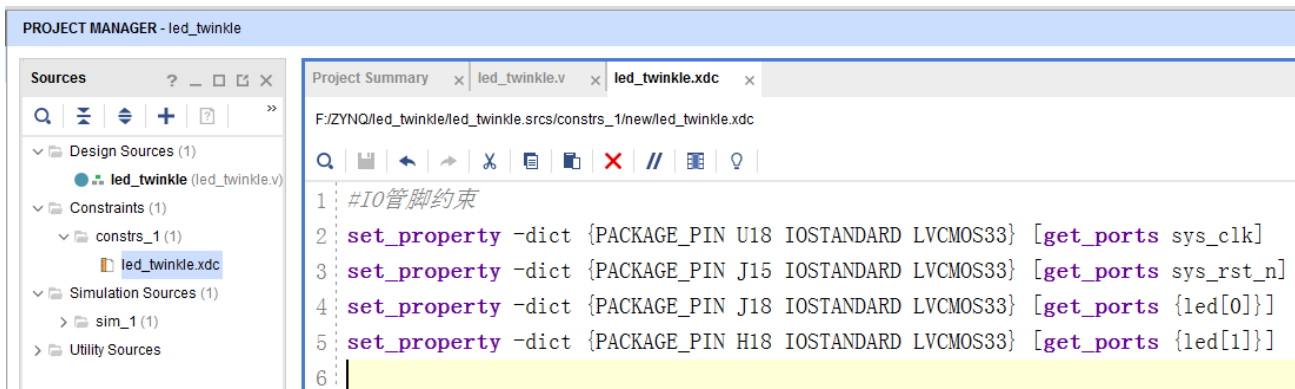 PROJECT MANAGER - led_twinkle
Sources
? _
»
Design Sources (1)
led_twinkle (led_twinkle.v)
Constraints (1)
constrs_1 (1)
led_twinkle.xdc
Simulation Sources (1)
sim_1 (1)
Utility Sources
Project Summary × led_twinkle.v × led_twinkle.xdc ×
F:/ZYNQ/led_twinkle/led_twinkle.srcs/constrs_1/new/led_twinkle.xdc
1 #IO管脚约束
2 set_property -dict {PACKAGE_PIN U18 IOSTANDARD LVCMOS33} [get_ports sys_clk]
3 set_property -dict {PACKAGE_PIN J15 IOSTANDARD LVCMOS33} [get_ports sys_rst_n]
4 set_property -dict {PACKAGE_PIN J18 IOSTANDARD LVCMOS33} [get_ports {led[0]}]
5 set_property -dict {PACKAGE_PIN H18 IOSTANDARD LVCMOS33} [get_ports {led[1]}]
6